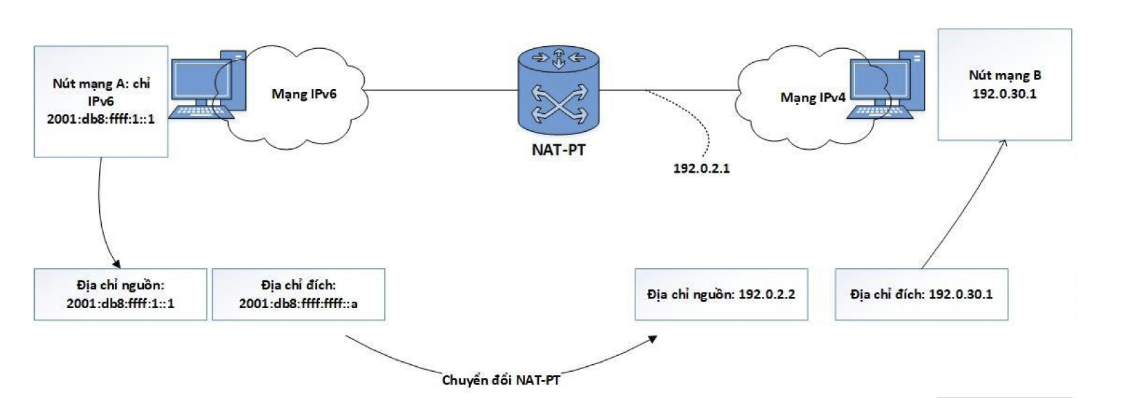 Nút mạng A: chỉ
IPv6
2001:db8:ffff:1::1
Mạng IPv6
NAT-PT
192.0.2.1
Mạng IPv4
Nút mạng B
192.0.30.1
Địa chỉ nguồn:
2001:db8:ffff:1::1
Địa chỉ đích:
2001:db8:ffff:ffff::a
Địa chỉ nguồn: 192.0.2.2
Địa chỉ đích: 192.0.30.1
Chuyển đổi NAT-PT